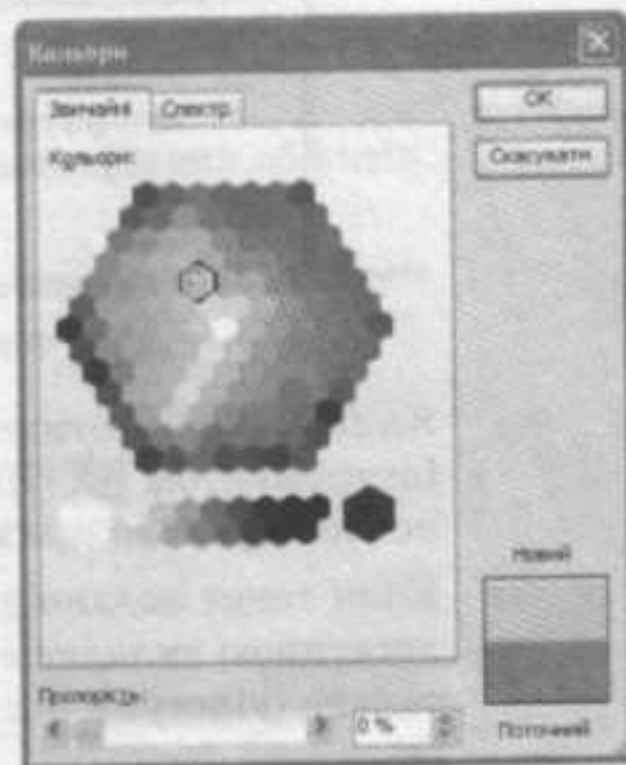 Кольори
Звичайні Спектр
OK
Скасувати
Кольори:
Новий
Поточний
Прозорість:
0 %